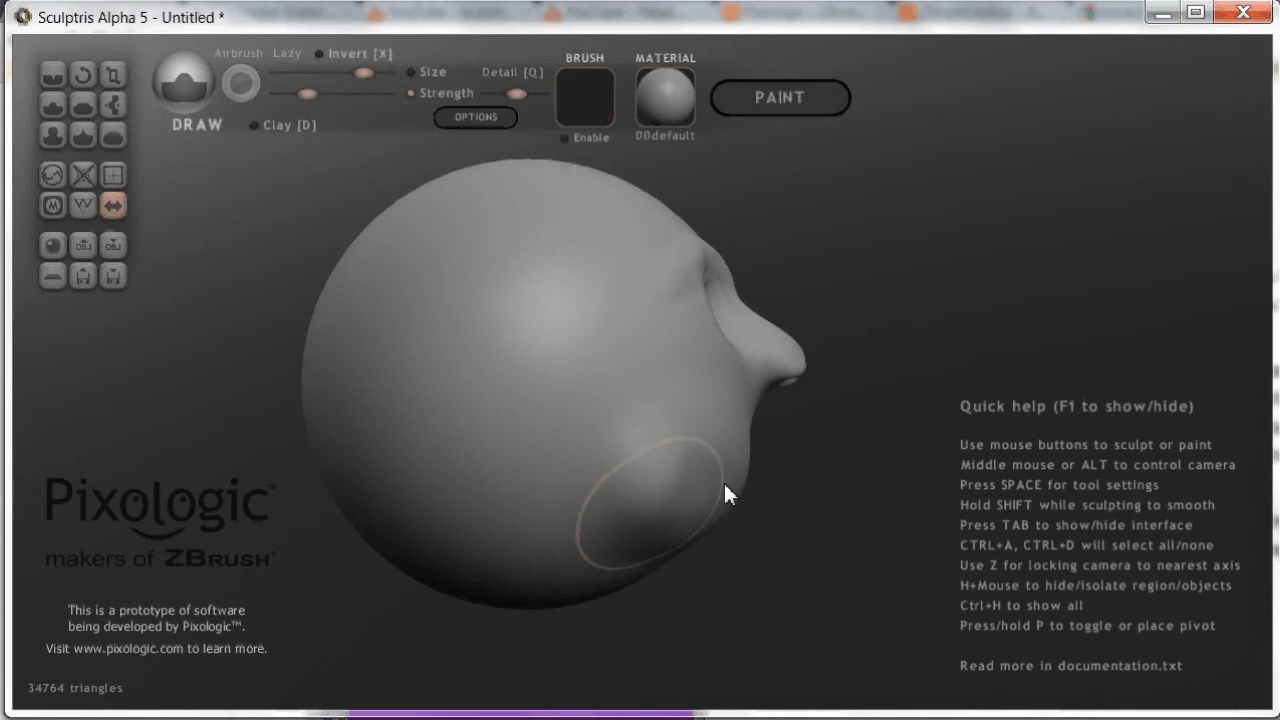 Sculptris Alpha 5 - Untitled *
Airbrush Lazy Invert [X]
BRUSH MATERIAL
Size Detail [Q]
Strength
PAINT
OPTIONS
DRAW Clay [D]
Enable 00default
OBJ OBJ
Quick help (F1 to show/hide)
Use mouse buttons to sculpt or paint
Middle mouse or ALT to control camera
Press SPACE for tool settings
Hold SHIFT while sculpting to smooth
Press TAB to show/hide interface
CTRL+A, CTRL+D will select all/none
Use Z for locking camera to nearest axis
H+Mouse to hide/isolate region/objects
Ctrl+H to show all
Press/hold P to toggle or place pivot
Read more in documentation.txt
Pixologic™
makers of ZBRUSH®
This is a prototype of software
being developed by Pixologic™.
Visit www.pixologic.com to learn more.
34764 triangles